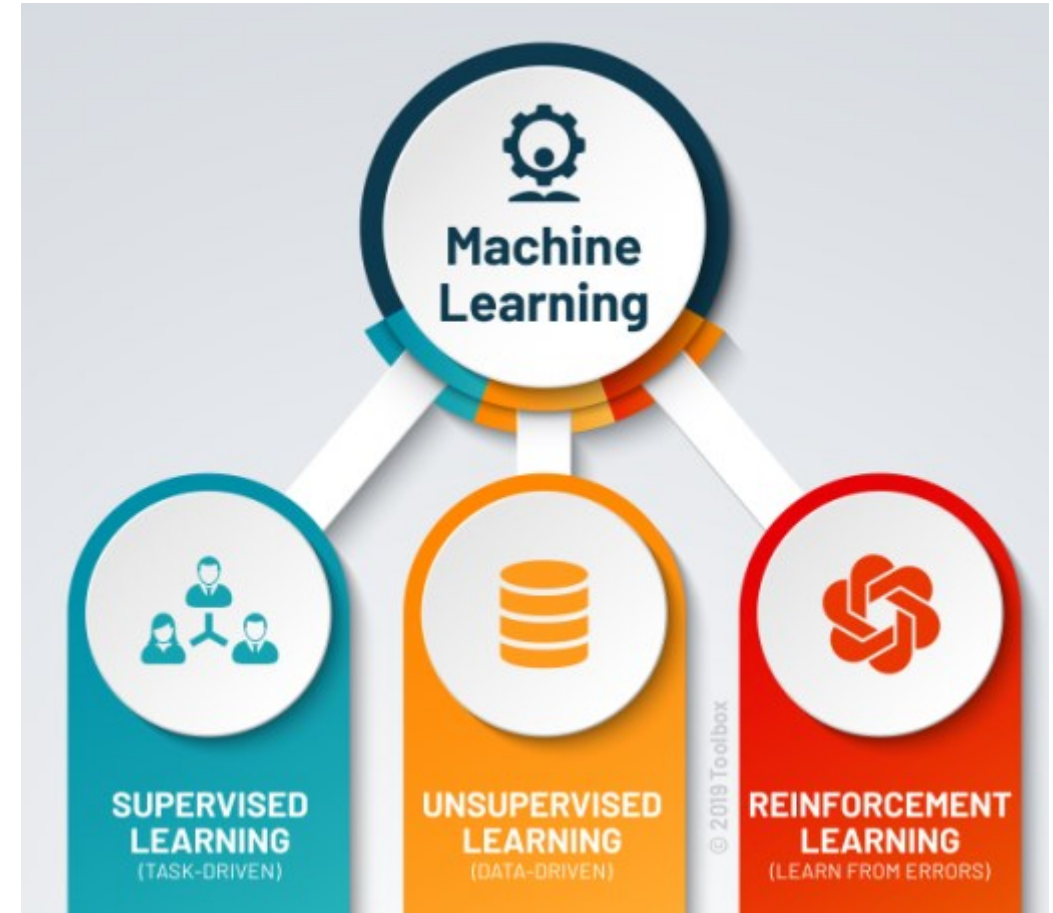 Machine
Learning
SUPERVISED
LEARNING
(TASK-DRIVEN)
UNSUPERVISED
LEARNING
(DATA-DRIVEN)
© 2019 Toolbox
REINFORCEMENT
LEARNING
(LEARN FROM ERRORS)